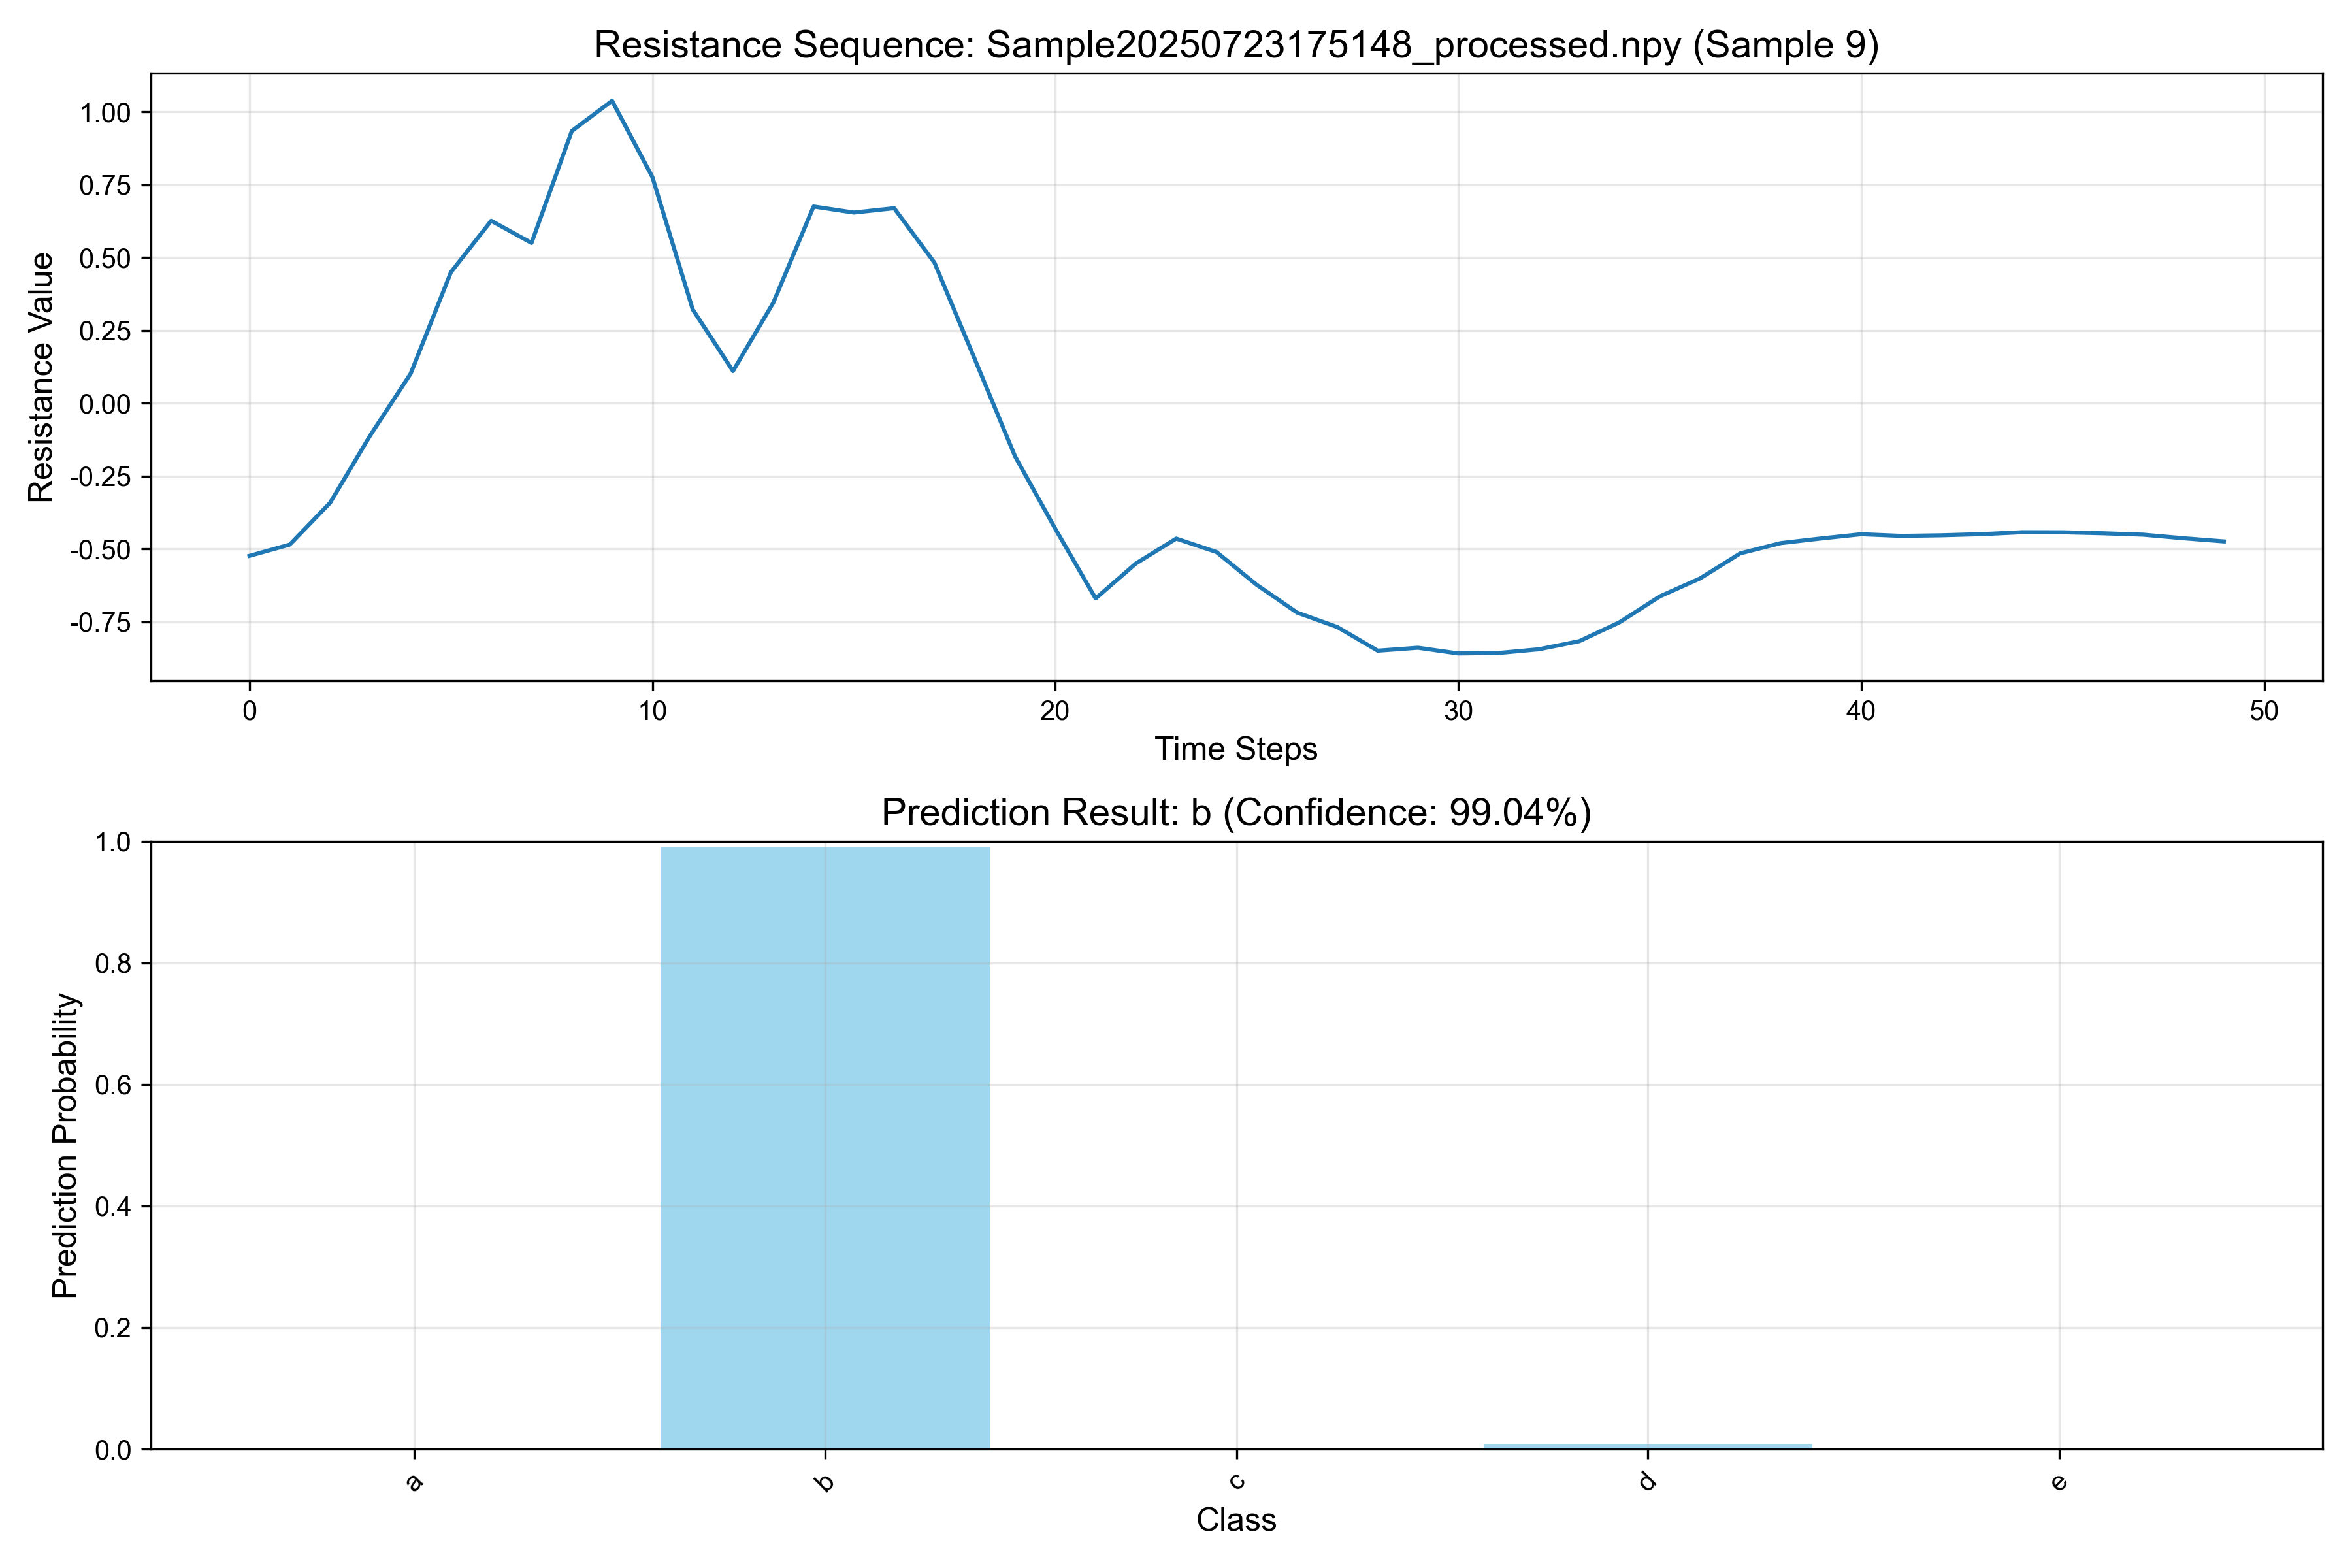 Resistance Sequence: Sample20250723175148_processed.npy (Sample 9)
Resistance Value
1.00
0.75
0.50
0.25
0.00
-0.25
-0.50
-0.75
0 10 20 30 40 50
Time Steps
Prediction Result: b (Confidence: 99.04%)
Prediction Probability
1.0
0.8
0.6
0.4
0.2
0.0
a b c d e
Class